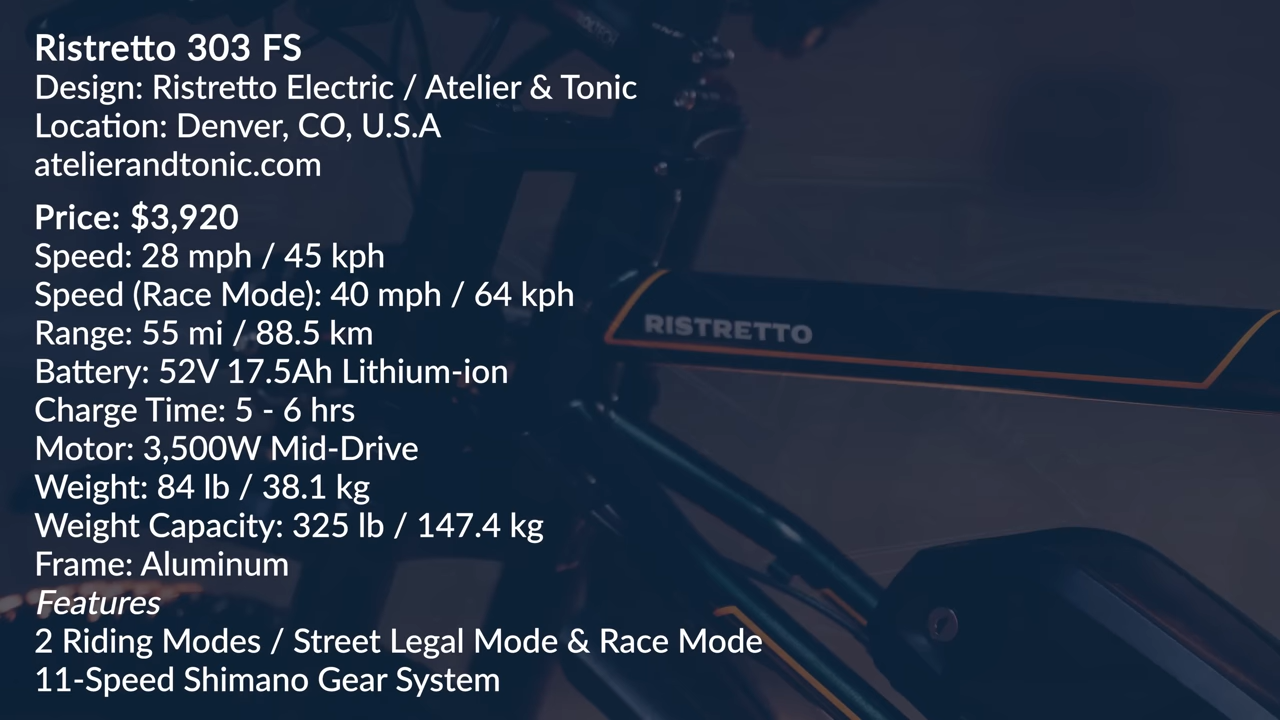 Ristretto 303 FS
Design: Ristretto Electric / Atelier & Tonic
Location: Denver, CO, U.S.A
atelierandtonic.com
Price: $3,920
Speed: 28 mph / 45 kph
Speed (Race Mode): 40 mph / 64 kph
Range: 55 mi / 88.5 km
Battery: 52V 17.5Ah Lithium-ion
Charge Time: 5 - 6 hrs
Motor: 3,500W Mid-Drive
Weight: 84 lb / 38.1 kg
Weight Capacity: 325 lb / 147.4 kg
Frame: Aluminum
Features
2 Riding Modes / Street Legal Mode & Race Mode
11-Speed Shimano Gear System
RISTRETTO